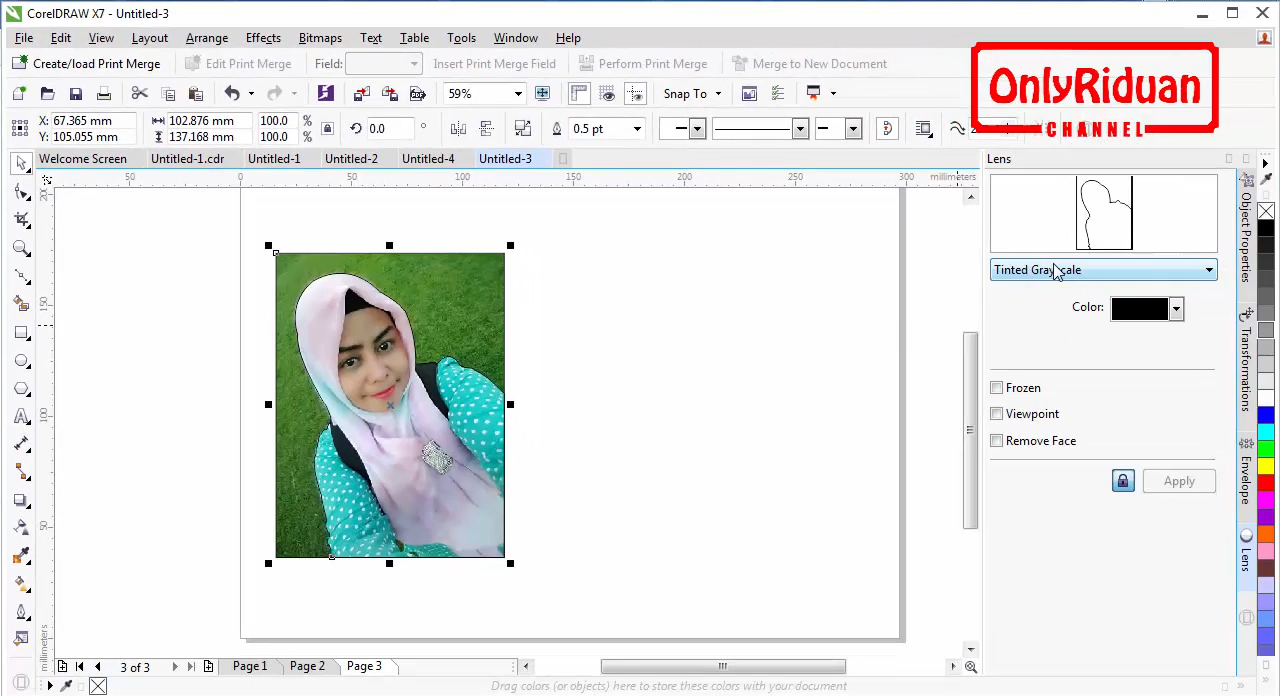 CorelDRAW X7 - Untitled-3
File Edit View Layout Arrange Effects Bitmaps Text Table Tools Window Help
Create/load Print Merge Edit Print Merge Field: Insert Print Merge Field Perform Print Merge Merge to New Document
OnlyRiduan
CHANNEL
59% Snap To
X: 67.365 mm 102.876 mm 100.0 % 0.0 ° 0.5 pt
Y: 105.055 mm 137.168 mm 100.0 %
Welcome Screen Untitled-1.cdr Untitled-1 Untitled-2 Untitled-4 Untitled-3 Lens
50 0 50 100 150 200 250 300 millimeters
Tinted Grayscale
Color:
Frozen
Viewpoint
Remove Face
Apply
Object Properties
Transformations
Envelope
Lens
150
100
50
millimeters
3 of 3 Page 1 Page 2 Page 3
Drag colors (or objects) here to store these colors with your document